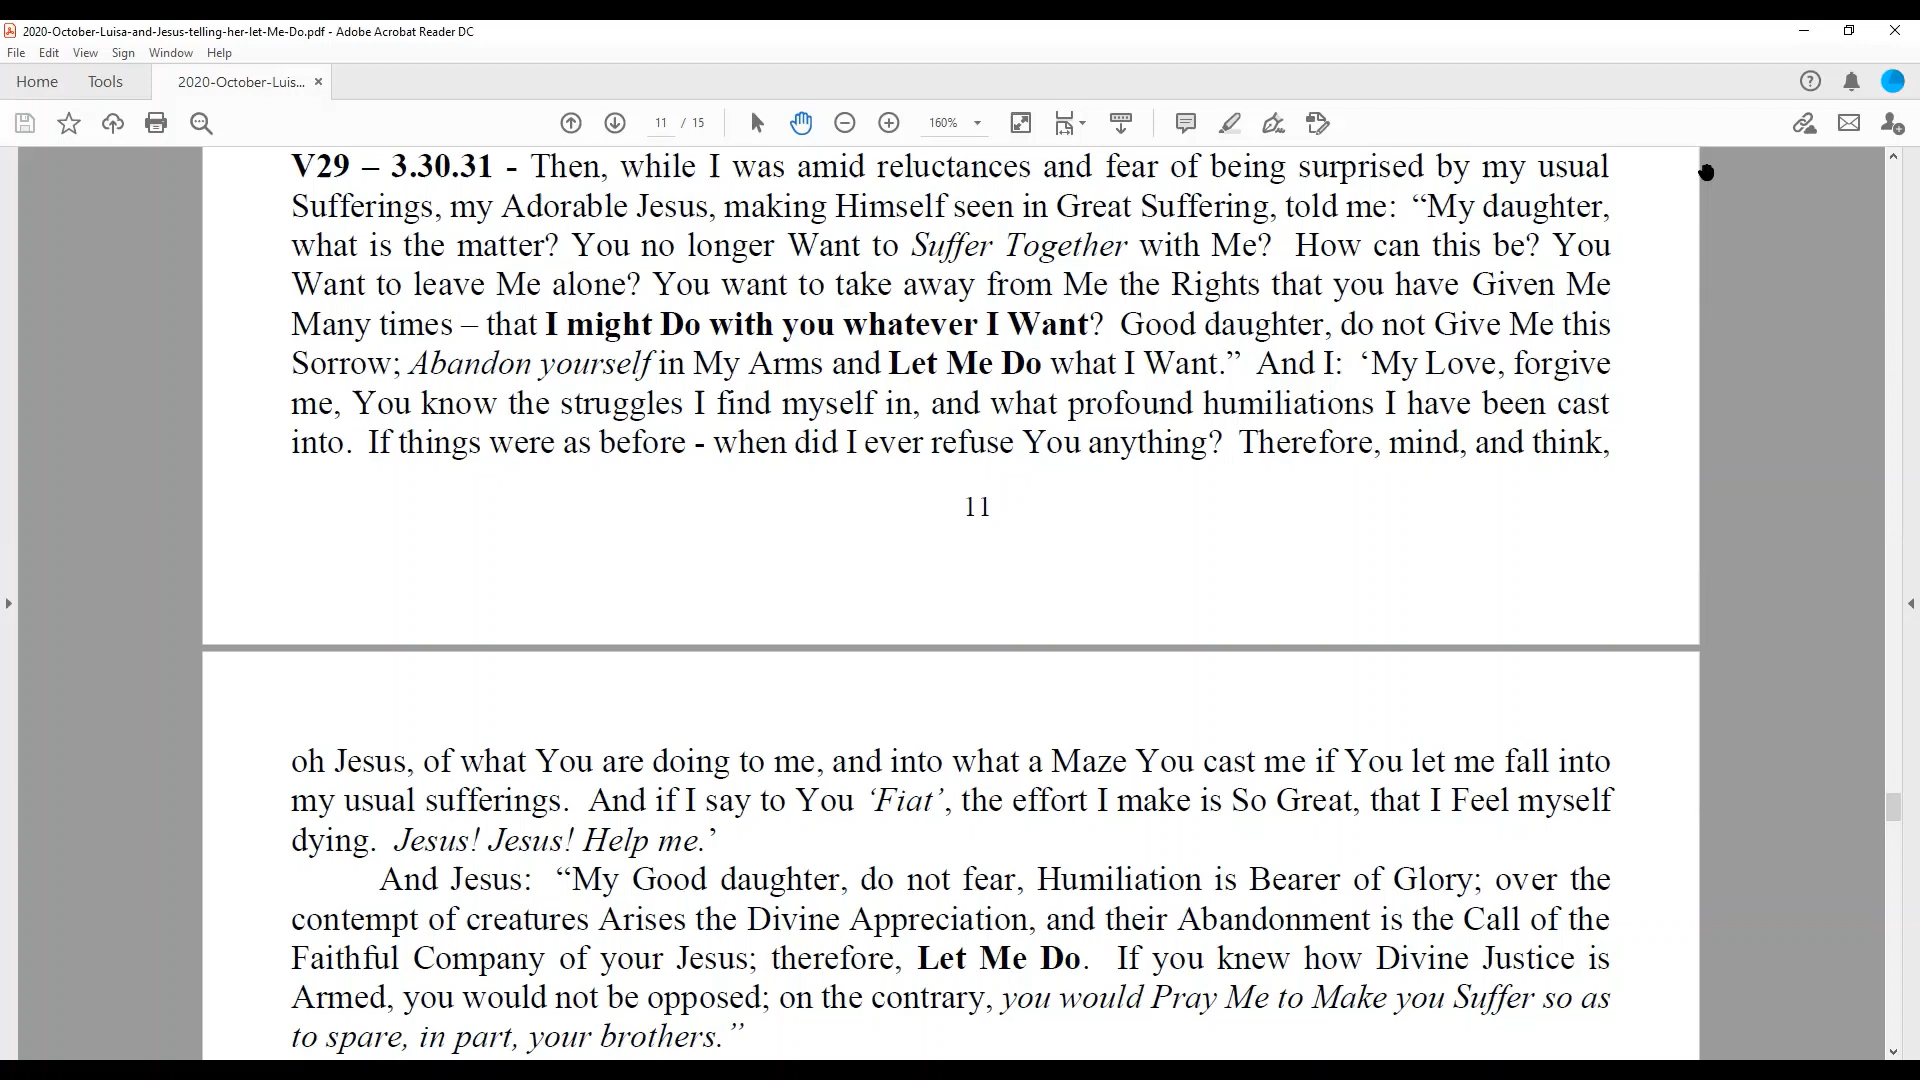 2020-October-Luisa-and-Jesus-telling-her-let-Me-Do.pdf - Adobe Acrobat Reader DC
File Edit View Sign Window Help
Home Tools 2020-October-Luis... ×
11 / 15 160%
V29 – 3.30.31 - Then, while I was amid reluctances and fear of being surprised by my usual
Sufferings, my Adorable Jesus, making Himself seen in Great Suffering, told me: “My daughter,
what is the matter? You no longer Want to Suffer Together with Me? How can this be? You
Want to leave Me alone? You want to take away from Me the Rights that you have Given Me
Many times – that I might Do with you whatever I Want? Good daughter, do not Give Me this
Sorrow; Abandon yourself in My Arms and Let Me Do what I Want.” And I: ‘My Love, forgive
me, You know the struggles I find myself in, and what profound humiliations I have been cast
into. If things were as before - when did I ever refuse You anything? Therefore, mind, and think,
11
oh Jesus, of what You are doing to me, and into what a Maze You cast me if You let me fall into
my usual sufferings. And if I say to You ‘Fiat’, the effort I make is So Great, that I Feel myself
dying. Jesus! Jesus! Help me.’
And Jesus: “My Good daughter, do not fear, Humiliation is Bearer of Glory; over the
contempt of creatures Arises the Divine Appreciation, and their Abandonment is the Call of the
Faithful Company of your Jesus; therefore, Let Me Do. If you knew how Divine Justice is
Armed, you would not be opposed; on the contrary, you would Pray Me to Make you Suffer so as
to spare, in part, your brothers.”